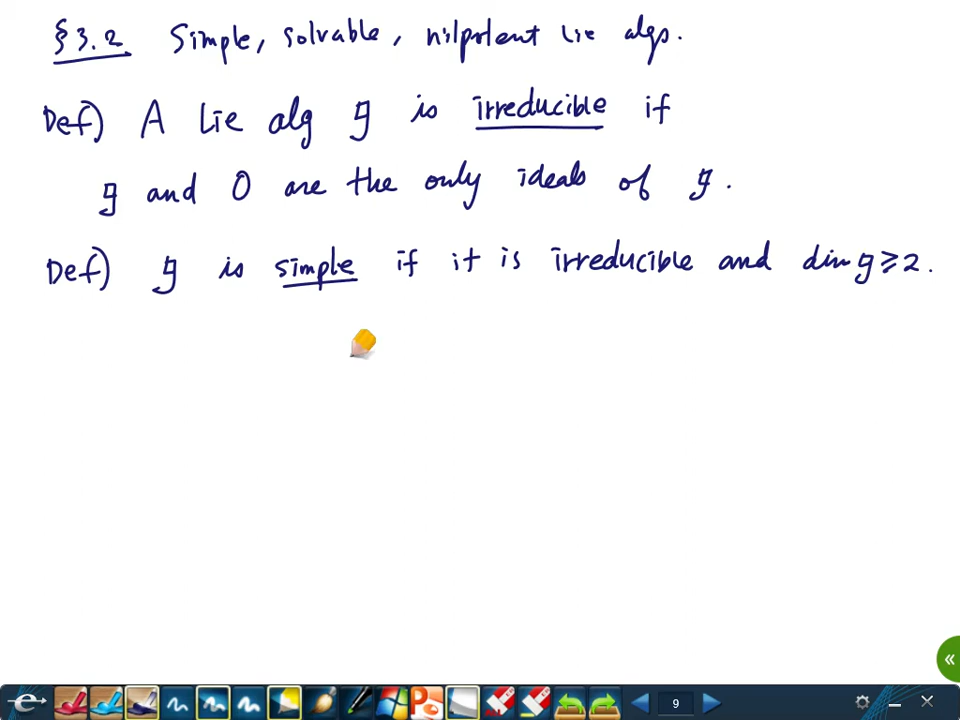 §3.2 Simple, solvable, nilpotent Lie algs.
Def) A Lie alg 𝔤 is irreducible if
𝔤 and 0 are the only ideals of 𝔤.
Def) 𝔤 is simple if it is irreducible and dim 𝔤 ≥ 2.
9